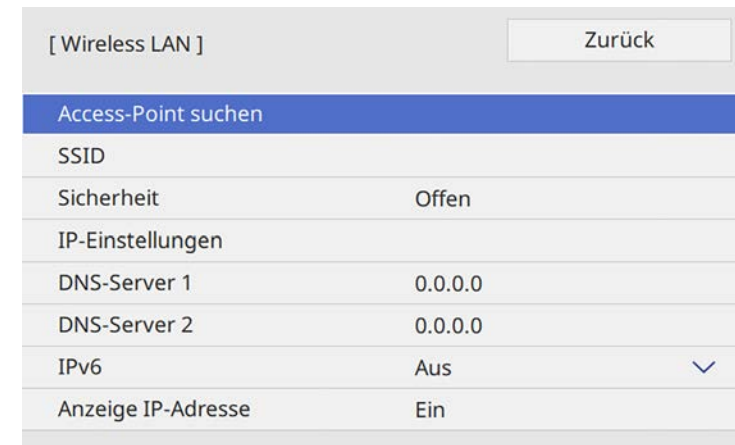 [ Wireless LAN ] Zurück
Access-Point suchen
SSID
Sicherheit Offen
IP-Einstellungen
DNS-Server 1 0.0.0.0
DNS-Server 2 0.0.0.0
IPv6 Aus
Anzeige IP-Adresse Ein